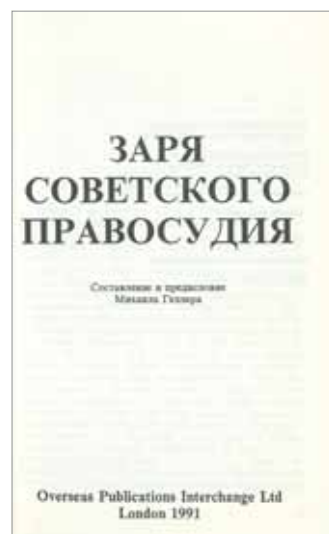 ЗАРЯ
СОВЕТСКОГО
ПРАВОСУДИЯ
Составление и предисловие
Михаила Геллера
Overseas Publications Interchange Ltd
London 1991